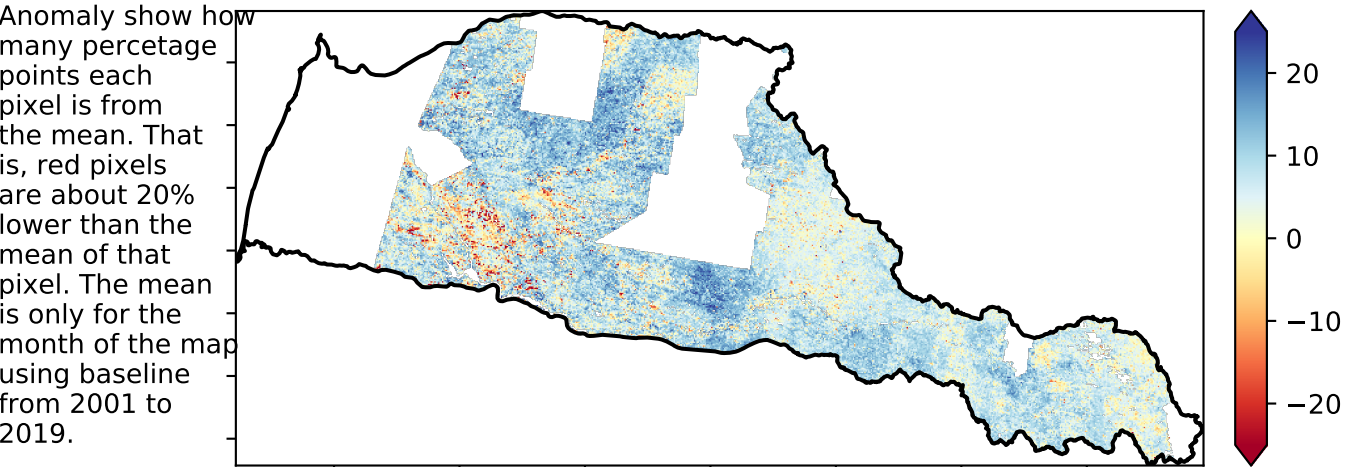 Anomaly show how
many percetage
points each
pixel is from
the mean. That
is, red pixels
are about 20%
lower than the
mean of that
pixel. The mean
is only for the
month of the map
using baseline
from 2001 to
2019.
20
10
0
−10
−20